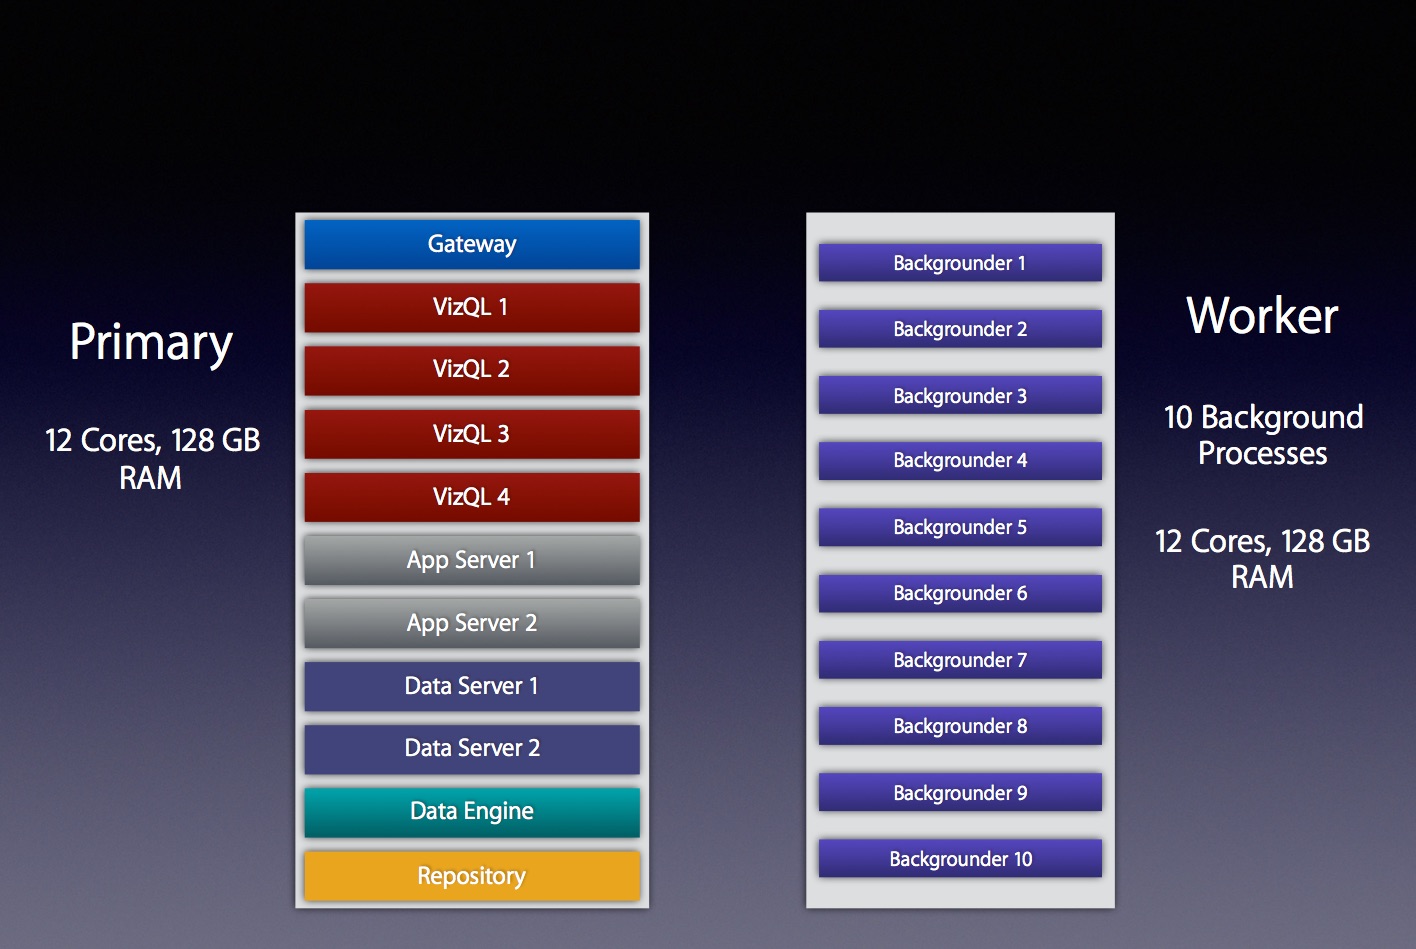 Primary
12 Cores, 128 GB
RAM
Gateway
VizQL 1
VizQL 2
VizQL 3
VizQL 4
App Server 1
App Server 2
Data Server 1
Data Server 2
Data Engine
Repository
Backgrounder 1
Backgrounder 2
Backgrounder 3
Backgrounder 4
Backgrounder 5
Backgrounder 6
Backgrounder 7
Backgrounder 8
Backgrounder 9
Backgrounder 10
Worker
10 Background
Processes
12 Cores, 128 GB
RAM